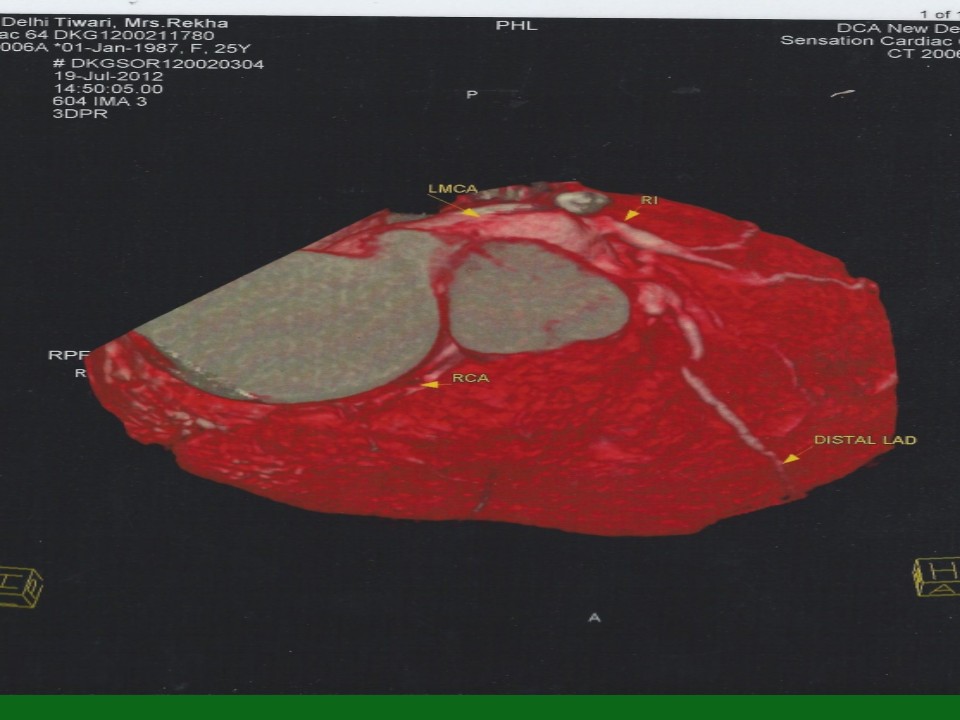 Delhi Tiwari, Mrs.Rekha
ac 64 DKG1200211780
006A *01-Jan-1987, F, 25Y
# DKGSOR120020304
19-Jul-2012
14:50:05.00
604 IMA 3
3DPR
PHL
1 of 1
DCA New De
Sensation Cardiac
CT 2006
P
LMCA
RI
RPF
R
RCA
DISTAL LAD
H
H
A
A